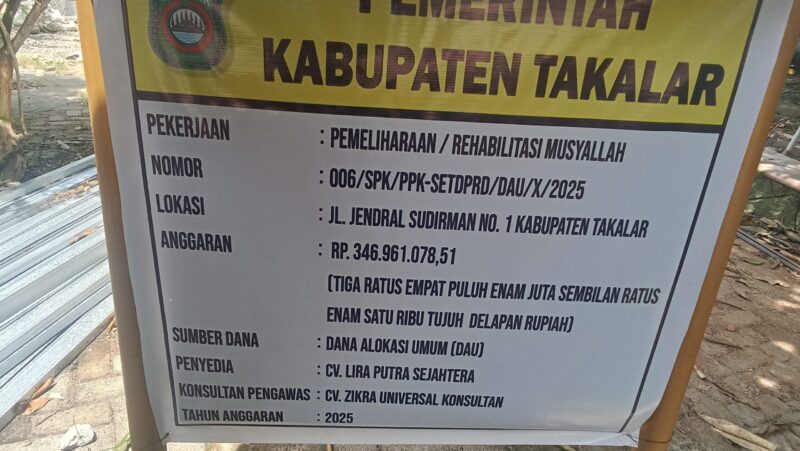 PEMERINTAH
KABUPATEN TAKALAR
PEKERJAAN : PEMELIHARAAN / REHABILITASI MUSYALLAH
NOMOR : 006/SPK/PPK-SETDPRD/DAU/X/2025
LOKASI : JL. JENDRAL SUDIRMAN NO. 1 KABUPATEN TAKALAR
ANGGARAN : RP. 346.961.078,51
(TIGA RATUS EMPAT PULUH ENAM JUTA SEMBILAN RATUS
ENAM SATU RIBU TUJUH DELAPAN RUPIAH)
SUMBER DANA : DANA ALOKASI UMUM (DAU)
PENYEDIA : CV. LIRA PUTRA SEJAHTERA
KONSULTAN PENGAWAS : CV. ZIKRA UNIVERSAL KONSULTAN
TAHUN ANGGARAN : 2025